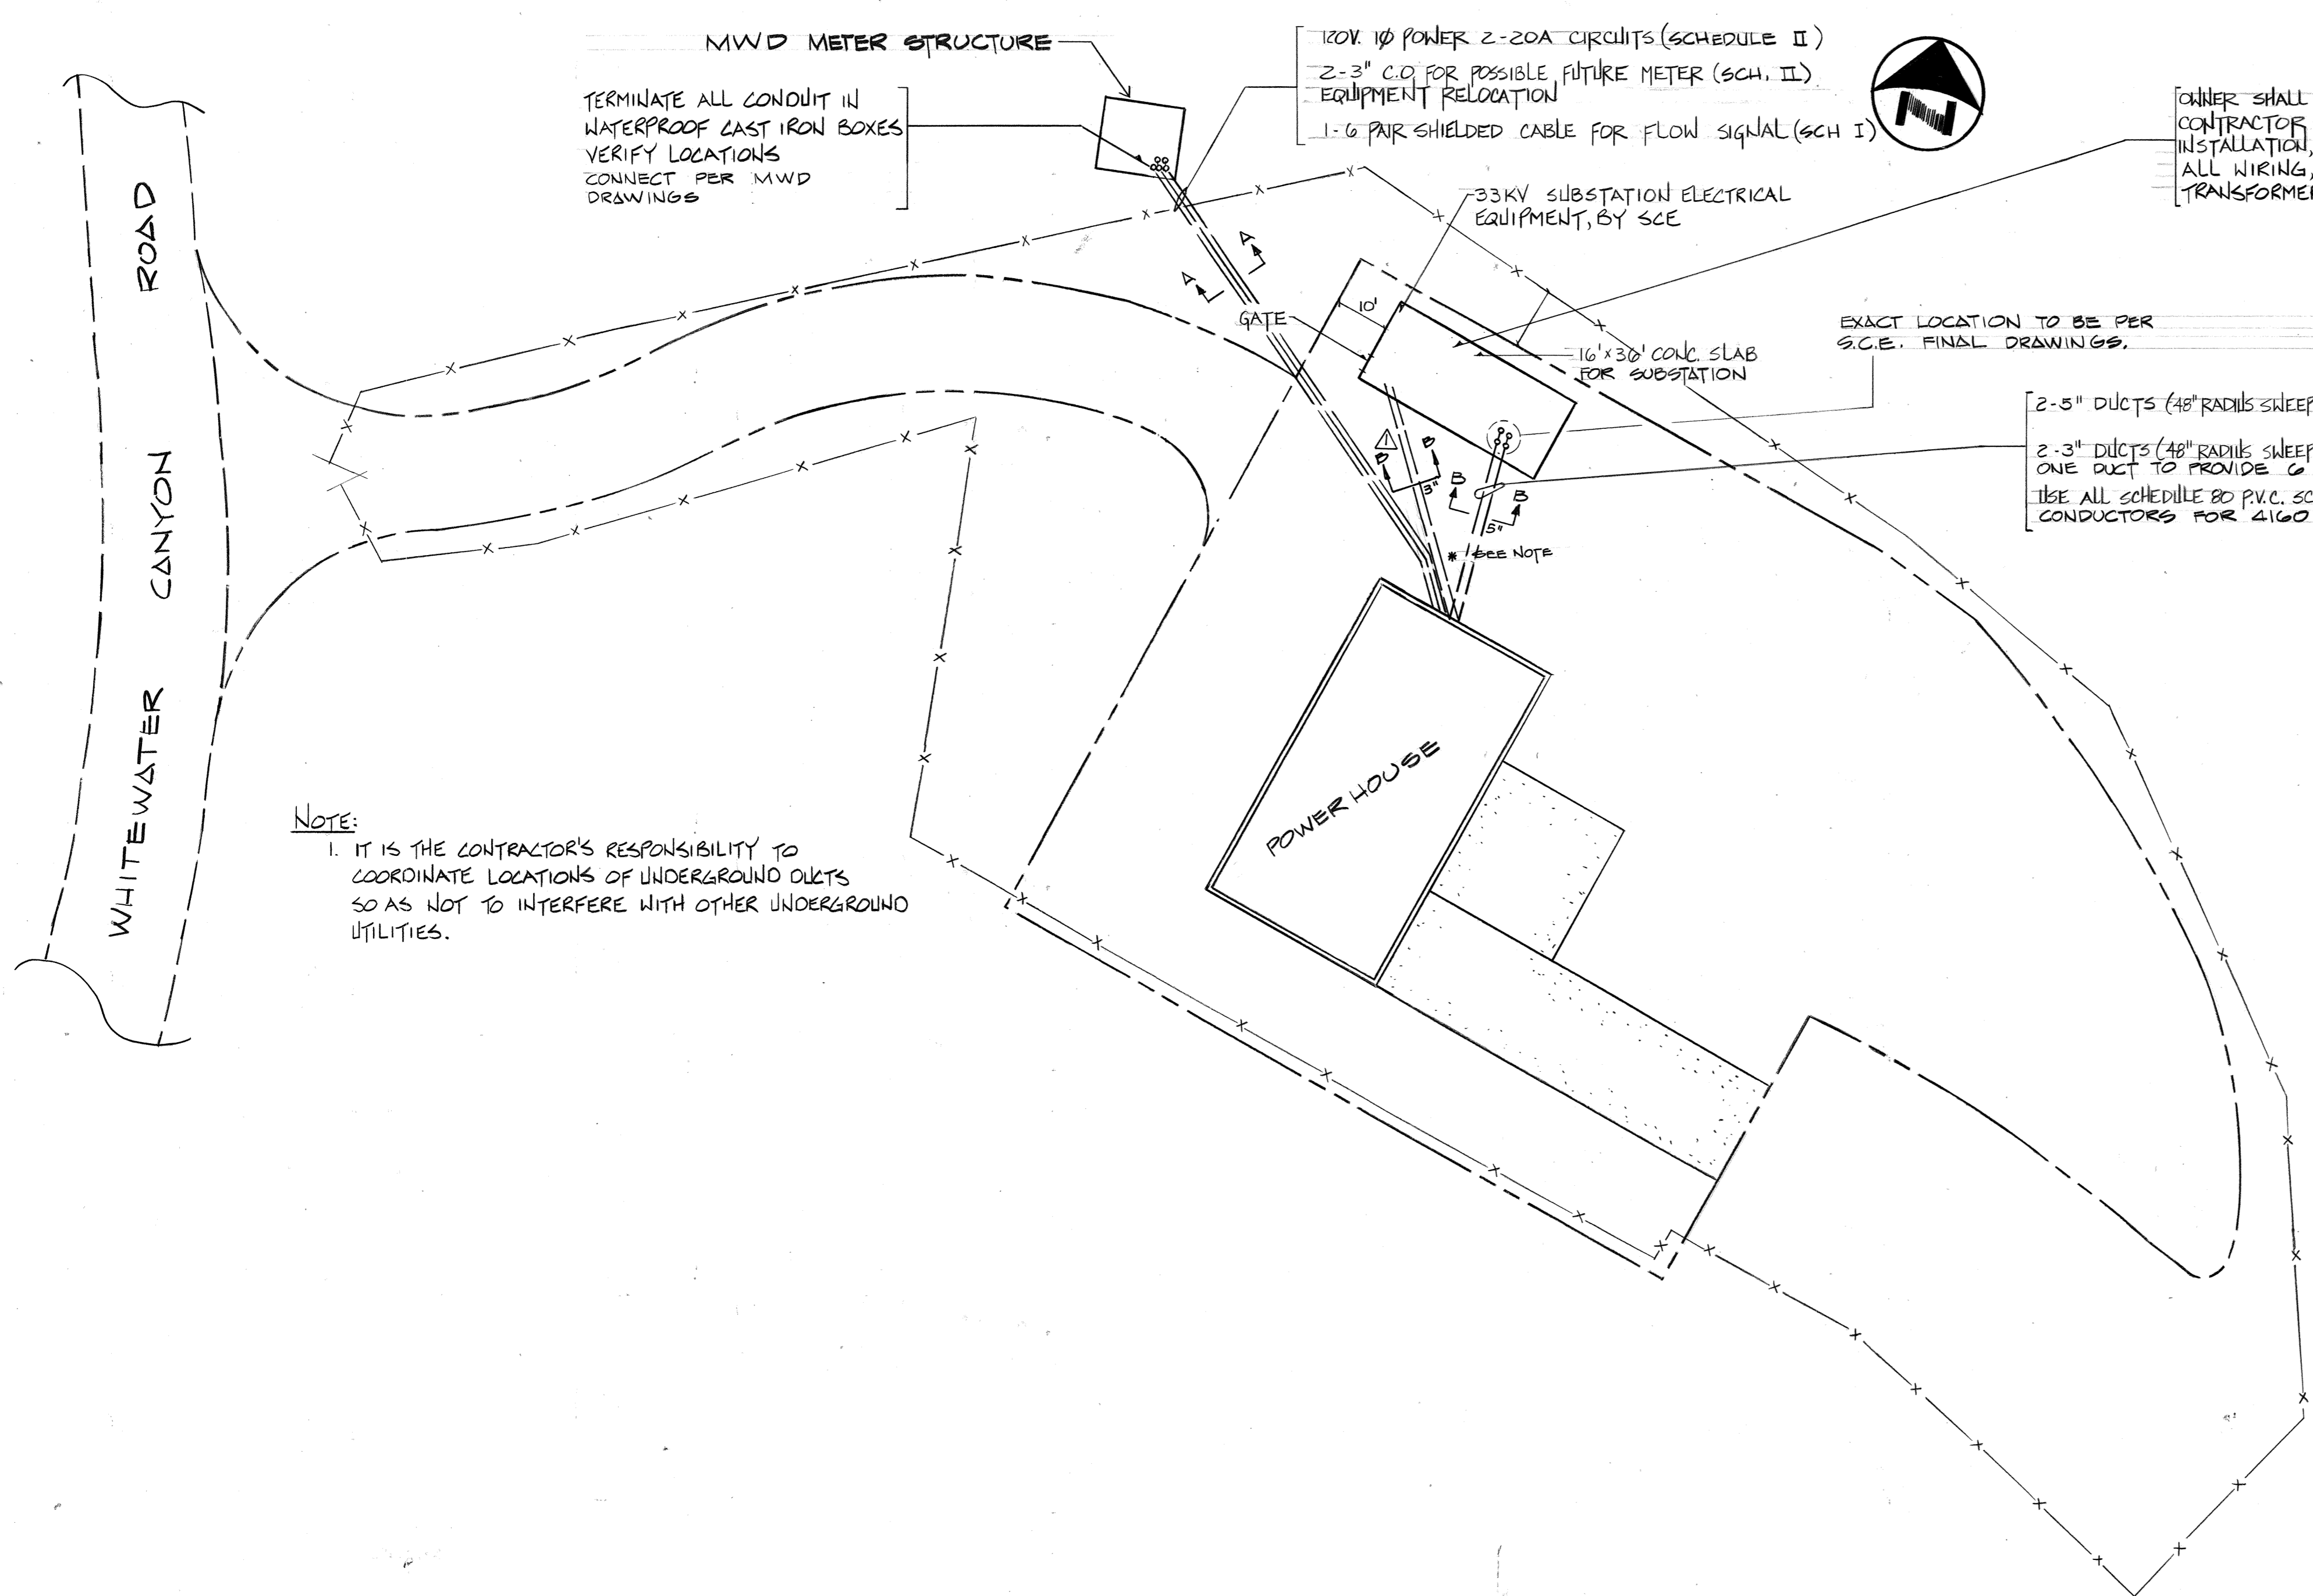 MWD METER STRUCTURE
TERMINATE ALL CONDUIT IN
WATERPROOF CAST IRON BOXES
VERIFY LOCATIONS
CONNECT PER MWD
DRAWINGS
120V. 1Ø POWER 2-20A CIRCUITS (SCHEDULE II)
2-3" C.O. FOR POSSIBLE FUTURE METER (SCH. II)
EQUIPMENT RELOCATION
1-6 PAIR SHIELDED CABLE FOR FLOW SIGNAL (SCH I)
N
OWNER SHALL
CONTRACTOR
INSTALLATION,
ALL WIRING,
TRANSFORMER
33KV SUBSTATION ELECTRICAL
EQUIPMENT, BY SCE
A
A
GATE
10'
16'x36' CONC. SLAB
FOR SUBSTATION
EXACT LOCATION TO BE PER
S.C.E. FINAL DRAWINGS.
2-5" DUCTS (48" RADIUS SWEEP
2-3" DUCTS (48" RADIUS SWEEP
ONE DUCT TO PROVIDE 6
USE ALL SCHEDULE 80 P.V.C. SC
CONDUCTORS FOR 4160
1
B
B
3"
B
B
5"
* SEE NOTE
POWER HOUSE
WHITEWATER CANYON ROAD
NOTE:
1. IT IS THE CONTRACTOR'S RESPONSIBILITY TO
COORDINATE LOCATIONS OF UNDERGROUND DUCTS
SO AS NOT TO INTERFERE WITH OTHER UNDERGROUND
UTILITIES.